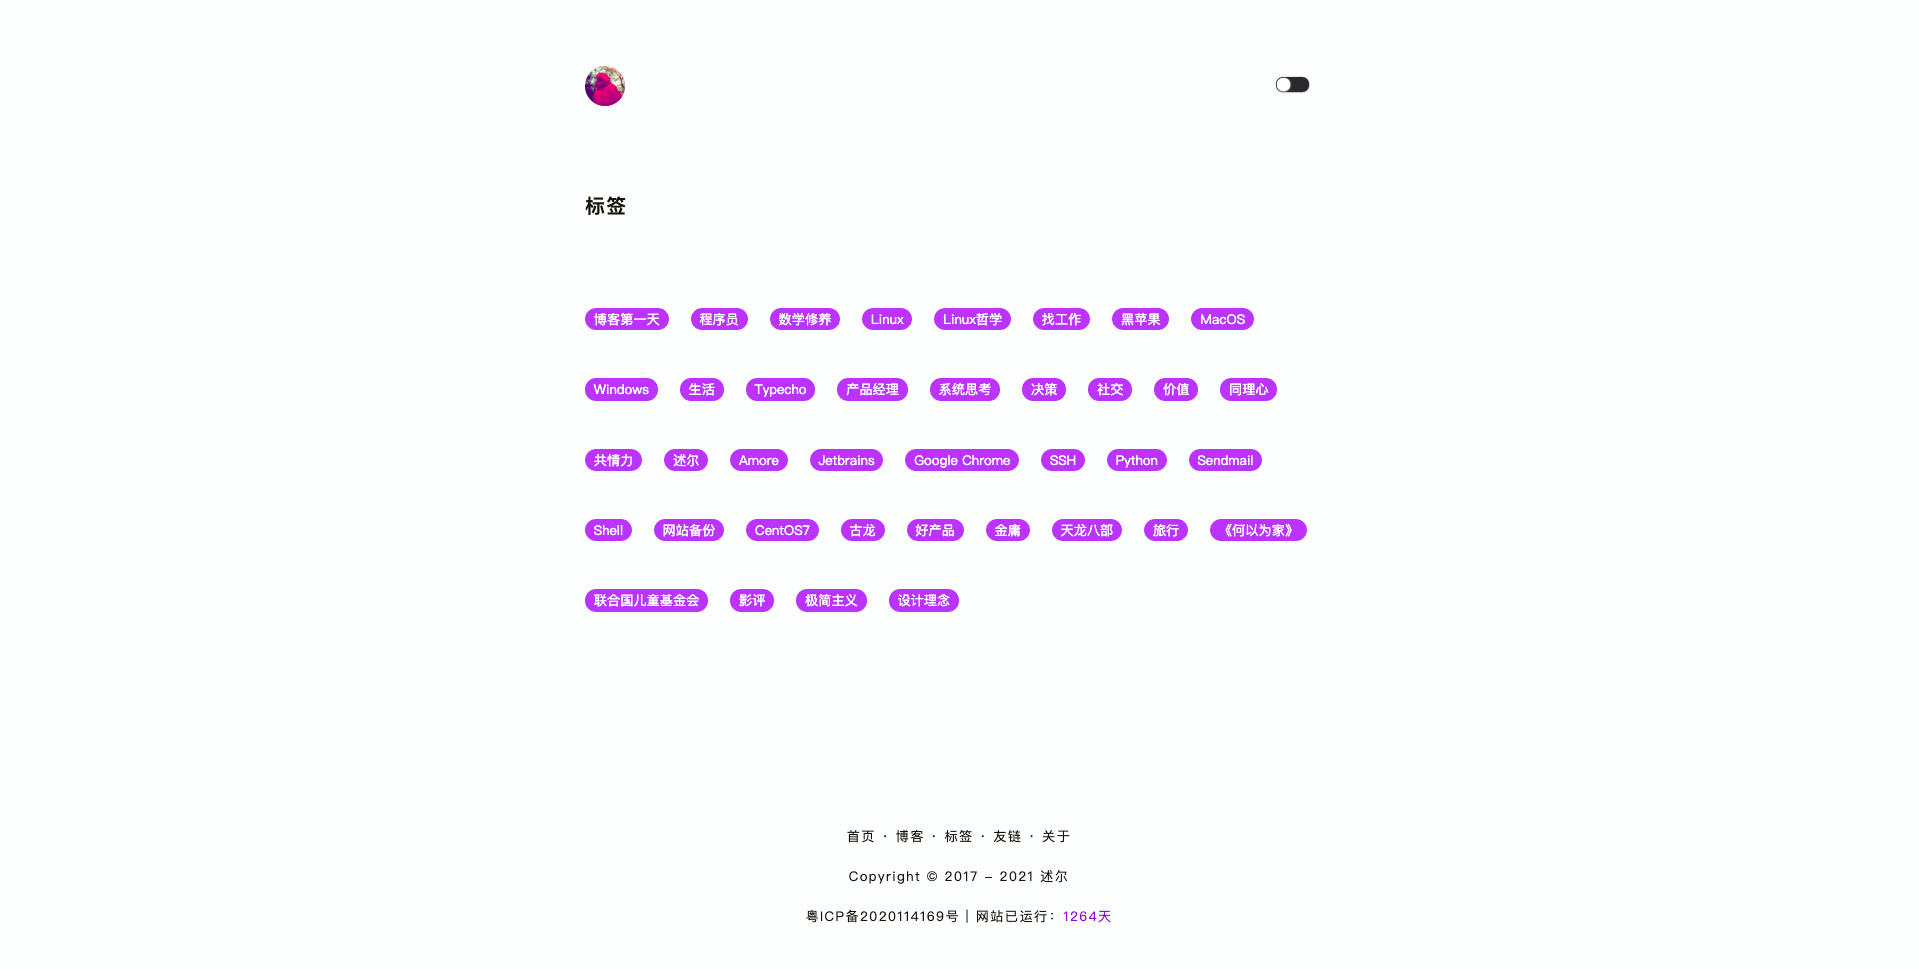 标签
博客第一天 程序员 数学修养 Linux Linux哲学 找工作 黑苹果 MacOS
Windows 生活 Typecho 产品经理 系统思考 决策 社交 价值 同理心
共情力 述尔 Amore Jetbrains Google Chrome SSH Python Sendmail
Shell 网站备份 CentOS7 古龙 好产品 金庸 天龙八部 旅行 《何以为家》
联合国儿童基金会 影评 极简主义 设计理念
首页 · 博客 · 标签 · 友链 · 关于
Copyright © 2017 – 2021 述尔
粤ICP备2020114169号 | 网站已运行：1264天